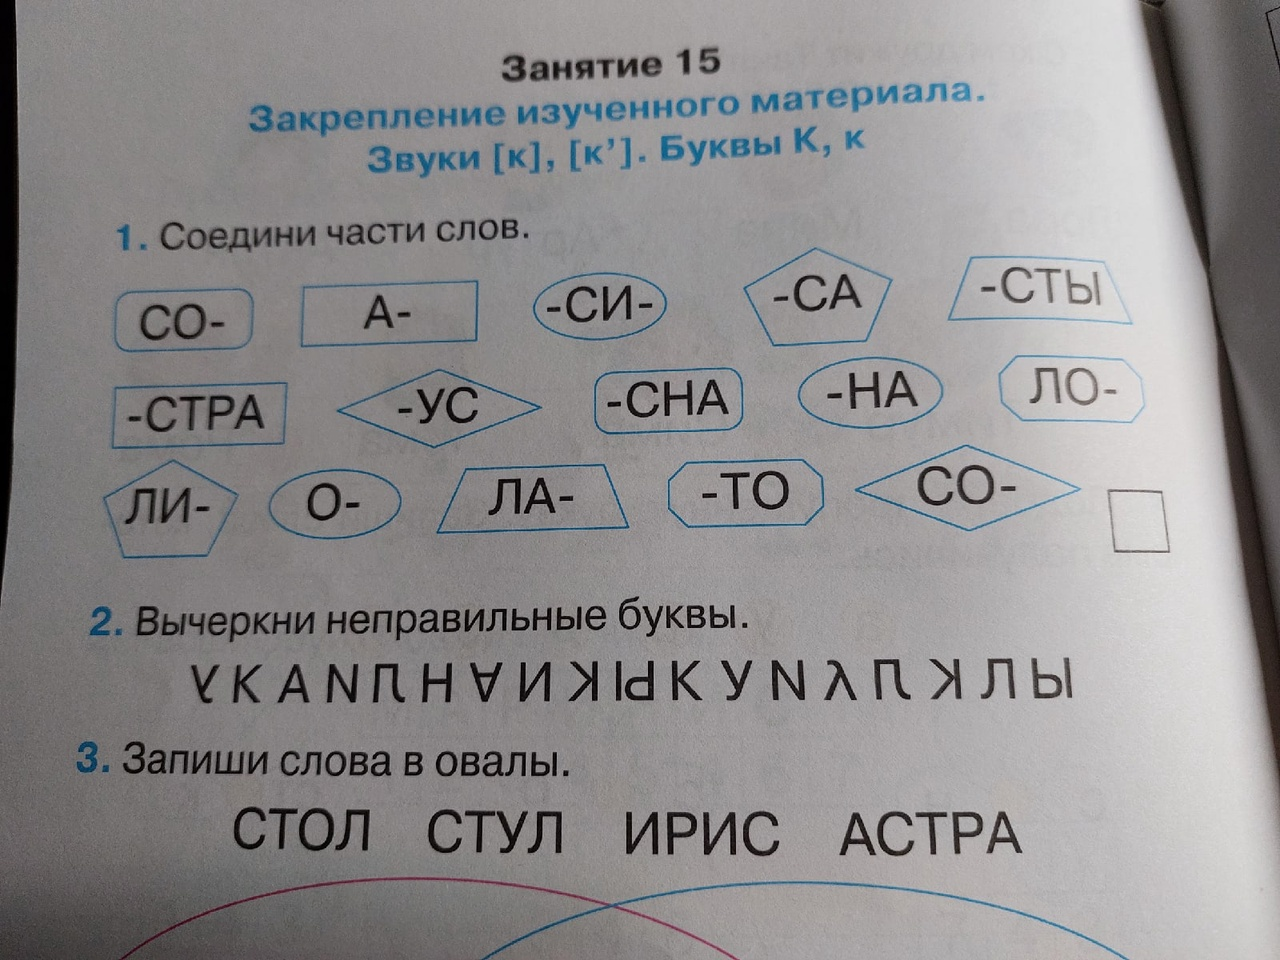 Занятие 15
Закрепление изученного материала.
Звуки [к], [к’]. Буквы К, к
1. Соедини части слов.
СО- А- -СИ- -СА -СТЫ
-СТРА -УС -СНА -НА ЛО-
ЛИ- О- ЛА- -ТО СО-
2. Вычеркни неправильные буквы.
K A N Н ∀ И Ы K У N λ K Л Ы
3. Запиши слова в овалы.
СТОЛ СТУЛ ИРИС АСТРА